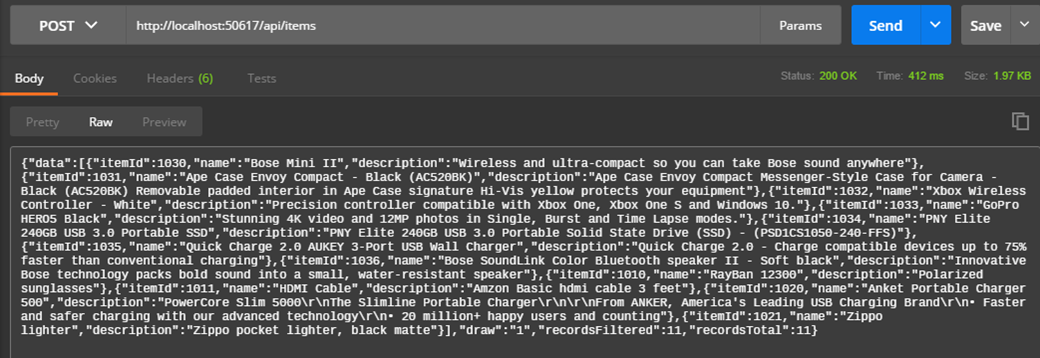 POST http://localhost:50617/api/items Params Send Save
Body Cookies Headers (6) Tests Status: 200 OK Time: 412 ms Size: 1.97 KB
Pretty Raw Preview
{"data":[{"itemId":1030,"name":"Bose Mini II","description":"Wireless and ultra-compact so you can take Bose sound anywhere"},
{"itemId":1031,"name":"Ape Case Envoy Compact - Black (AC520BK)","description":"Ape Case Envoy Compact Messenger-Style Case for Camera -
Black (AC520BK) Removable padded interior in Ape Case signature Hi-Vis yellow protects your equipment"},{"itemId":1032,"name":"Xbox Wireless
Controller - White","description":"Precision controller compatible with Xbox One, Xbox One S and Windows 10."},{"itemId":1033,"name":"GoPro
HERO5 Black","description":"Stunning 4K video and 12MP photos in Single, Burst and Time Lapse modes."},{"itemId":1034,"name":"PNY Elite
240GB USB 3.0 Portable SSD","description":"PNY Elite 240GB USB 3.0 Portable Solid State Drive (SSD) - (PSD1CS1050-240-FFS)"},
{"itemId":1035,"name":"Quick Charge 2.0 AUKEY 3-Port USB Wall Charger","description":"Quick Charge 2.0 - Charge compatible devices up to 75%
faster than conventional charging"},{"itemId":1036,"name":"Bose SoundLink Color Bluetooth speaker II - Soft black","description":"Innovative
Bose technology packs bold sound into a small, water-resistant speaker"},{"itemId":1010,"name":"RayBan 12300","description":"Polarized
sunglasses"},{"itemId":1011,"name":"HDMI Cable","description":"Amzon Basic hdmi cable 3 feet"},{"itemId":1020,"name":"Anket Portable Charger
500","description":"PowerCore Slim 5000\r\nThe Slimline Portable Charger\r\n\r\nFrom ANKER, America's Leading USB Charging Brand\r\n• Faster
and safer charging with our advanced technology\r\n• 20 million+ happy users and counting"},{"itemId":1021,"name":"Zippo
lighter","description":"Zippo pocket lighter, black matte"}],"draw":"1","recordsFiltered":11,"recordsTotal":11}